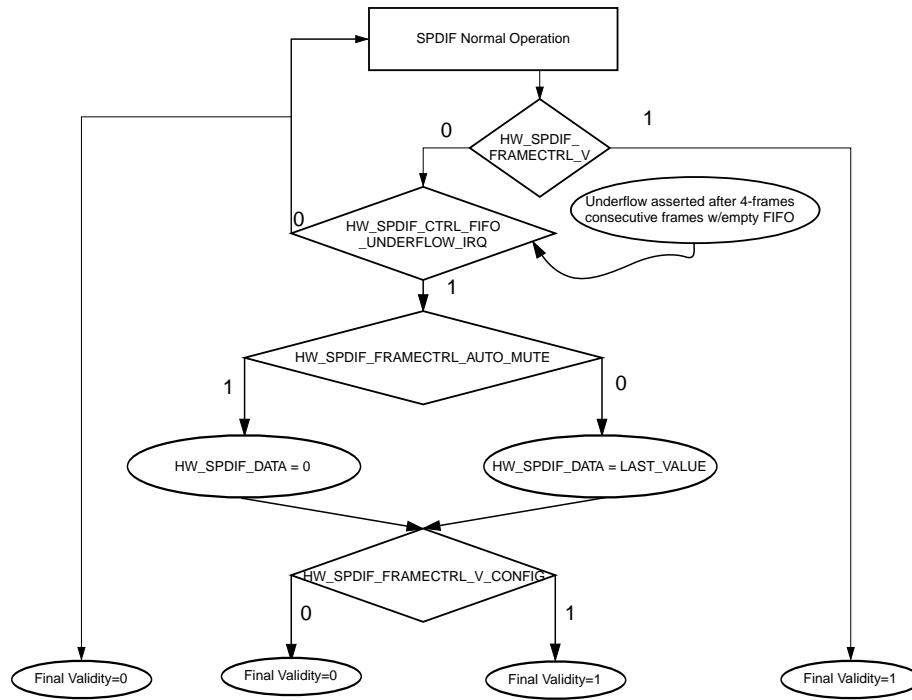 SPDIF Normal Operation
HW_SPDIF_
FRAMECTRL_V
0
1
Underflow asserted after 4-frames
consecutive frames w/empty FIFO
0
HW_SPDIF_CTRL_FIFO
_UNDERFLOW_IRQ
1
HW_SPDIF_FRAMECTRL_AUTO_MUTE
1
0
HW_SPDIF_DATA = 0
HW_SPDIF_DATA = LAST_VALUE
HW_SPDIF_FRAMECTRL_V_CONFIG
0
1
Final Validity=0
Final Validity=0
Final Validity=1
Final Validity=1